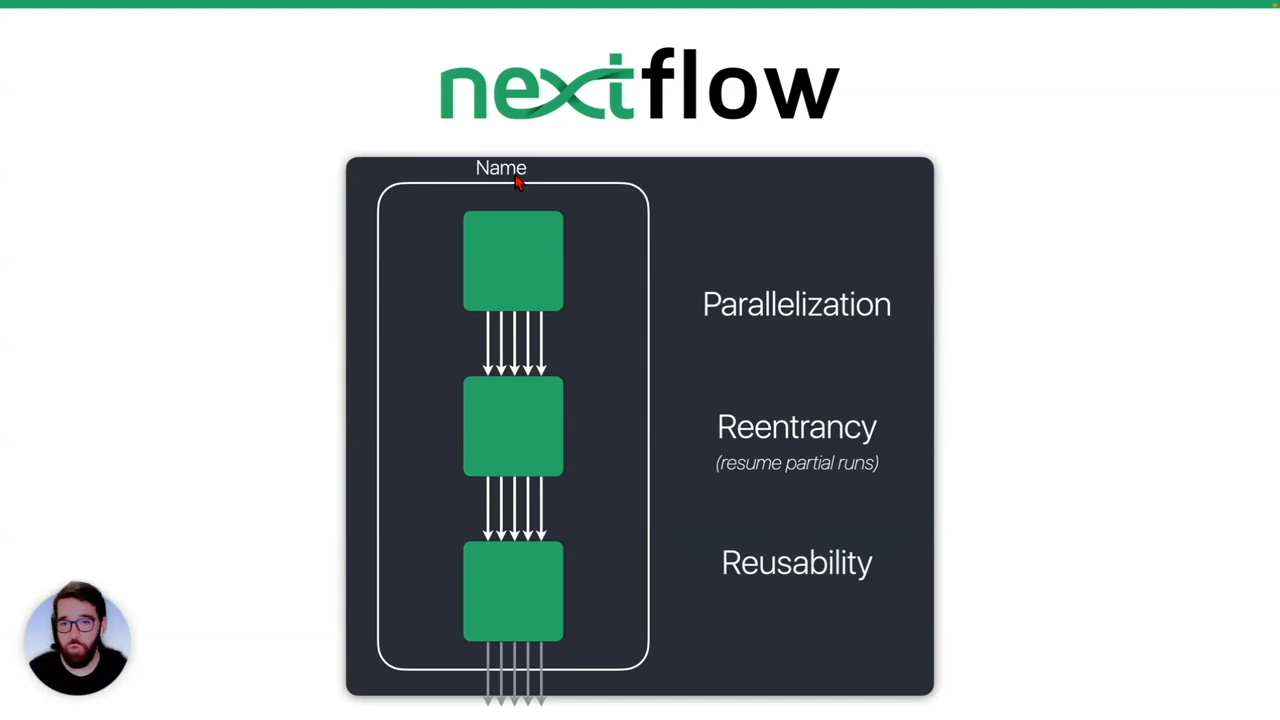 nextflow
Name
Parallelization
Reentrancy
(resume partial runs)
Reusability